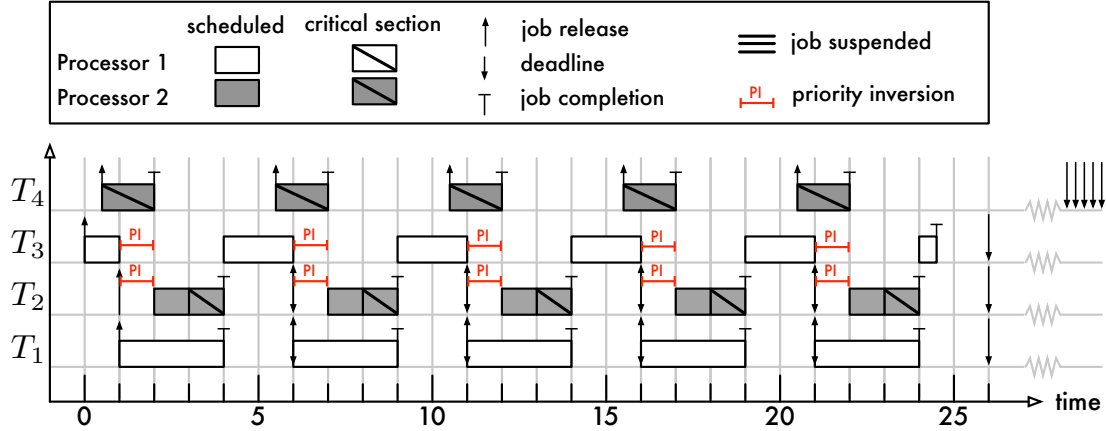 scheduled critical section job release job suspended
Processor 1 deadline
Processor 2 job completion PI priority inversion
T4
T3 PI PI PI PI PI
T2 PI PI PI PI PI
T1
0 5 10 15 20 25 time